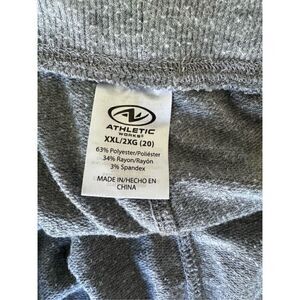 ATHLETIC
WORKS®
XXL/2XG (20)
63% Polyester/Poliéster
34% Rayon/Rayón
3% Spandex
MADE IN/HECHO EN
CHINA